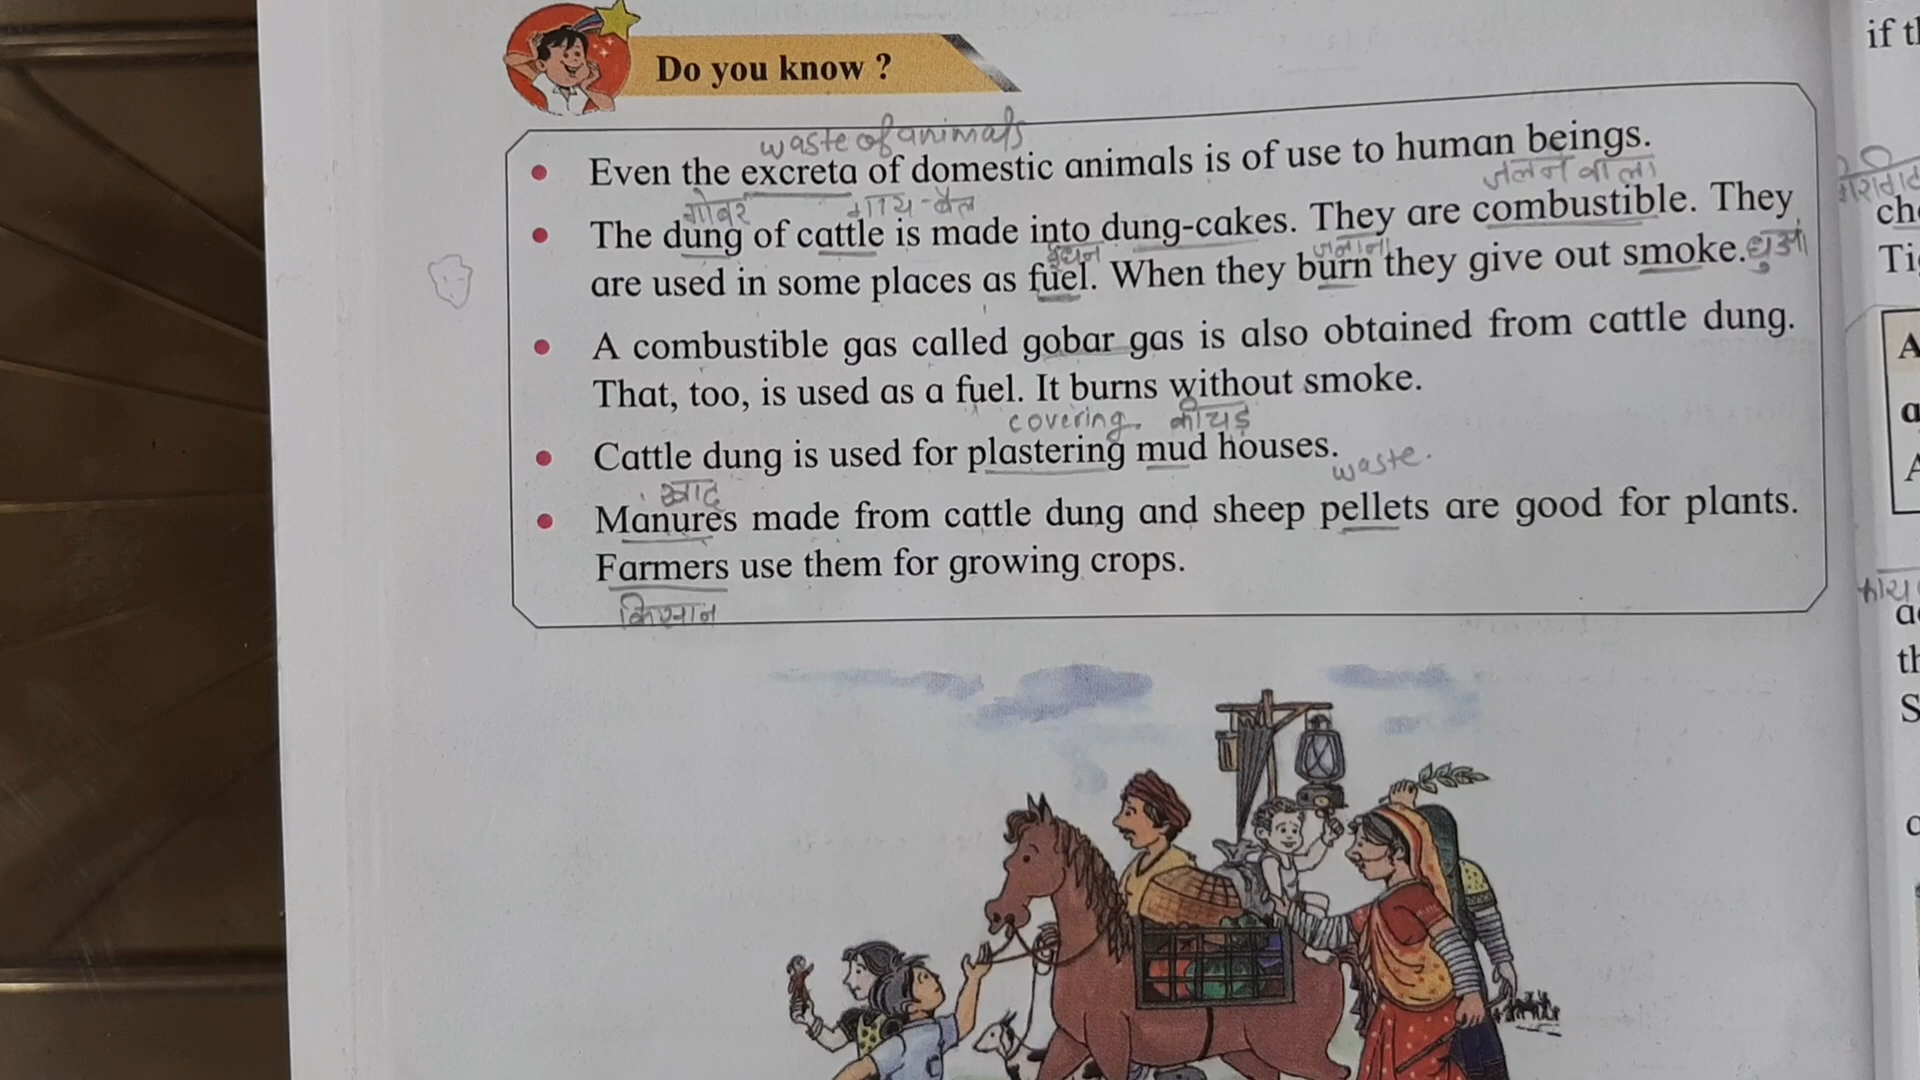 Do you know ?
waste of animals
Even the excreta of domestic animals is of use to human beings.
जलने वाला
गोबर गाय-बैल
The dung of cattle is made into dung-cakes. They are combustible. They
ईंधन जलाना
are used in some places as fuel. When they burn they give out smoke. धुआँ
A combustible gas called gobar gas is also obtained from cattle dung.
That, too, is used as a fuel. It burns without smoke.
covering. कीचड़
Cattle dung is used for plastering mud houses.
waste.
खाद
Manures made from cattle dung and sheep pellets are good for plants.
Farmers use them for growing crops.
किसान
if